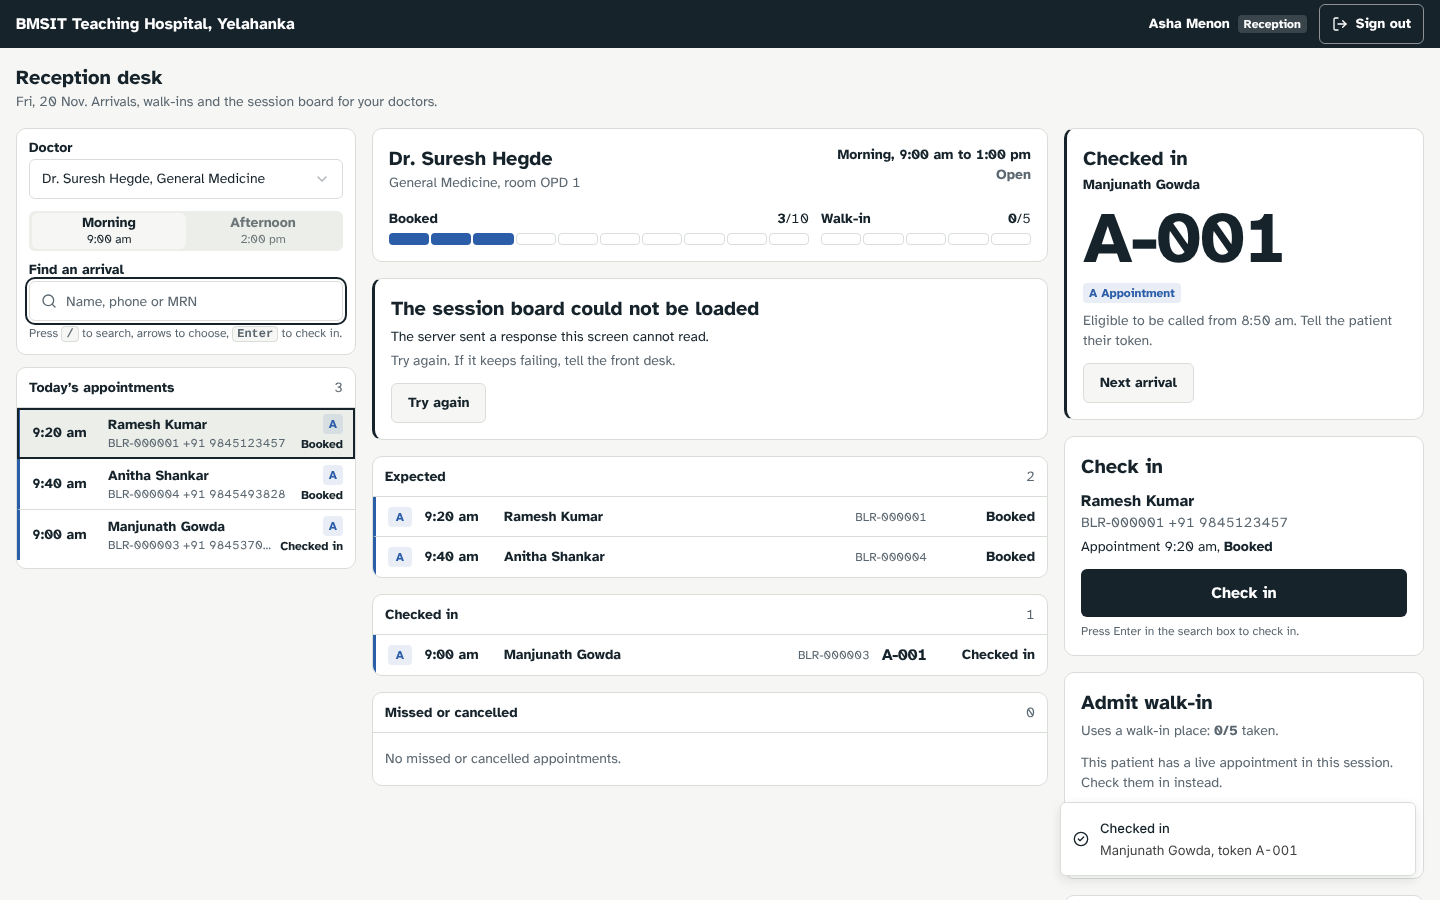 BMSIT Teaching Hospital, Yelahanka
Asha Menon Reception Sign out
Reception desk
Fri, 20 Nov. Arrivals, walk-ins and the session board for your doctors.
Doctor
Dr. Suresh Hegde, General Medicine
Morning
9:00 am
Afternoon
2:00 pm
Find an arrival
Name, phone or MRN
Press / to search, arrows to choose, Enter to check in.
Today's appointments 3
9:20 am Ramesh Kumar A
BLR-000001 +91 9845123457 Booked
9:40 am Anitha Shankar A
BLR-000004 +91 9845493828 Booked
9:00 am Manjunath Gowda A
BLR-000003 +91 9845370... Checked in
Dr. Suresh Hegde
General Medicine, room OPD 1
Morning, 9:00 am to 1:00 pm
Open
Booked 3/10
Walk-in 0/5
The session board could not be loaded
The server sent a response this screen cannot read.
Try again. If it keeps failing, tell the front desk.
Try again
Expected 2
A 9:20 am Ramesh Kumar BLR-000001 Booked
A 9:40 am Anitha Shankar BLR-000004 Booked
Checked in 1
A 9:00 am Manjunath Gowda BLR-000003 A-001 Checked in
Missed or cancelled 0
No missed or cancelled appointments.
Checked in
Manjunath Gowda
A-001
A Appointment
Eligible to be called from 8:50 am. Tell the patient
their token.
Next arrival
Check in
Ramesh Kumar
BLR-000001 +91 9845123457
Appointment 9:20 am, Booked
Check in
Press Enter in the search box to check in.
Admit walk-in
Uses a walk-in place: 0/5 taken.
This patient has a live appointment in this session.
Check them in instead.
Checked in
Manjunath Gowda, token A-001